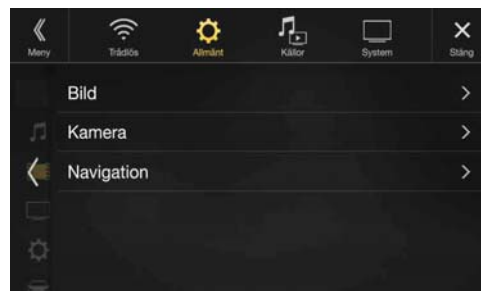 Meny
Trådlös
Allmänt
Källor
System
Stäng
Bild
Kamera
Navigation